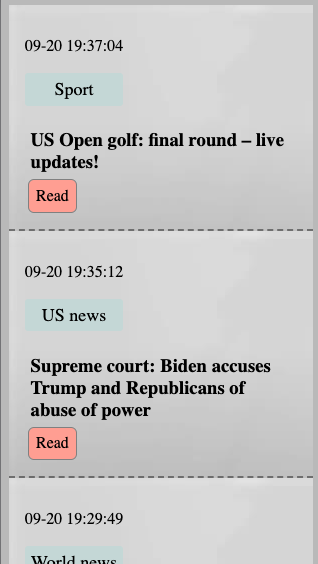 09-20 19:37:04
Sport
US Open golf: final round – live
updates!
Read
09-20 19:35:12
US news
Supreme court: Biden accuses
Trump and Republicans of
abuse of power
Read
09-20 19:29:49
World news